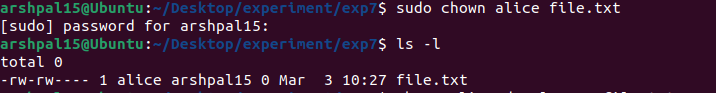 arshpal15@Ubuntu:~/Desktop/experiment/exp7$ sudo chown alice file.txt
[sudo] password for arshpal15:
arshpal15@Ubuntu:~/Desktop/experiment/exp7$ ls -l
total 0
-rw-rw---- 1 alice arshpal15 0 Mar  3 10:27 file.txt